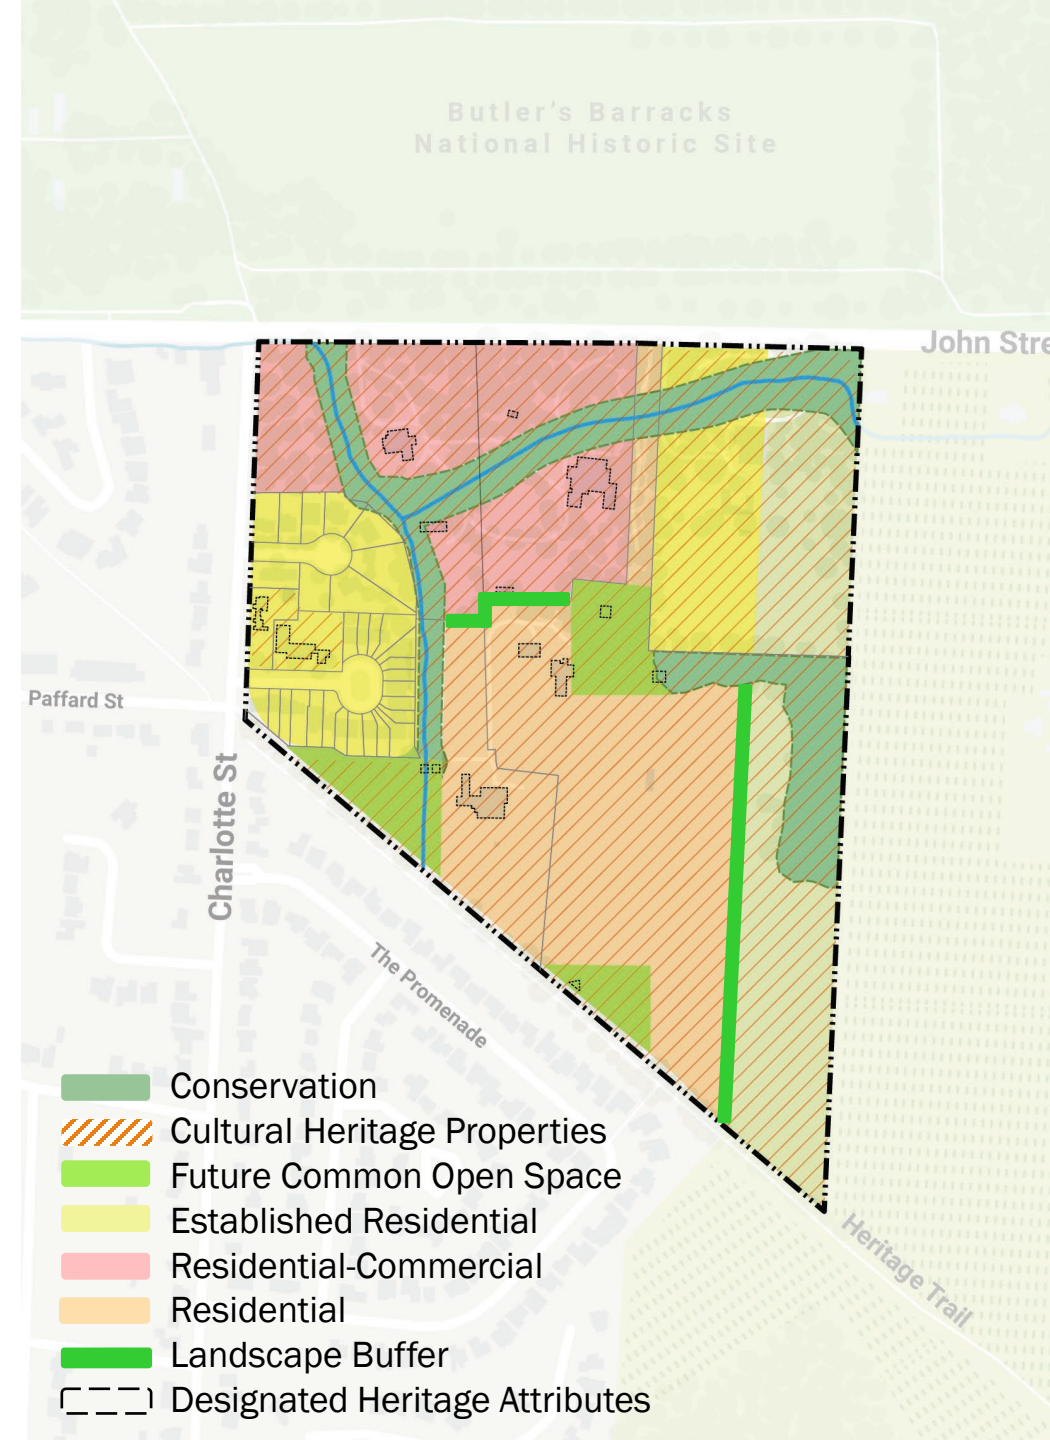 Butler's Barracks
National Historic Site
John Stre
Paffard St
Charlotte St
The Promenade
Heritage Trail
Conservation
Cultural Heritage Properties
Future Common Open Space
Established Residential
Residential-Commercial
Residential
Landscape Buffer
Designated Heritage Attributes